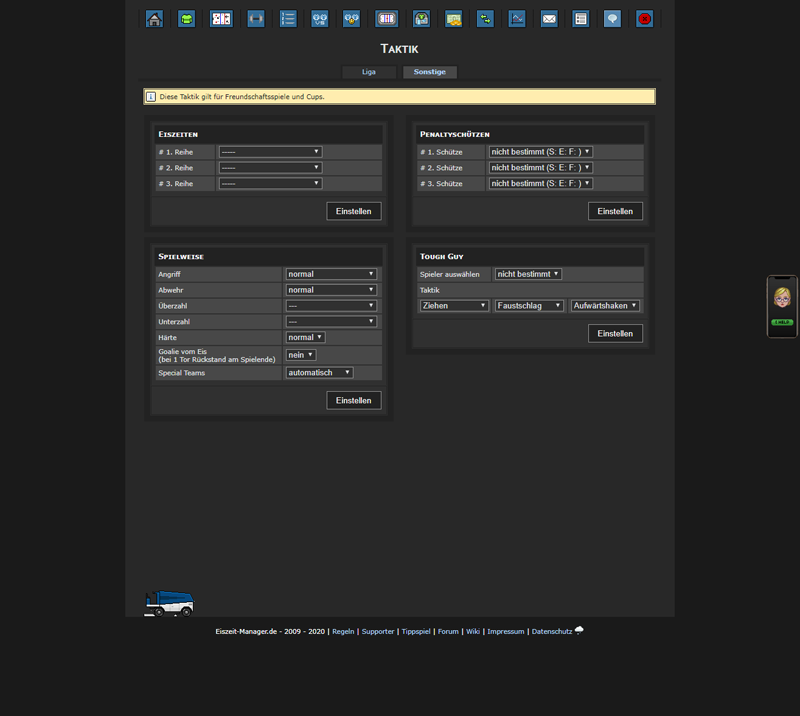 Taktik
Liga
Sonstige
Diese Taktik gilt für Freundschaftsspiele und Cups.
Eiszeiten
# 1. Reihe -----
# 2. Reihe -----
# 3. Reihe -----
Einstellen
Penaltyschützen
# 1. Schütze nicht bestimmt (S: E: F: )
# 2. Schütze nicht bestimmt (S: E: F: )
# 3. Schütze nicht bestimmt (S: E: F: )
Einstellen
Spielweise
Angriff normal
Abwehr normal
Überzahl ---
Unterzahl ---
Härte normal
Goalie vom Eis
(bei 1 Tor Rückstand am Spielende) nein
Special Teams automatisch
Einstellen
Tough Guy
Spieler auswählen nicht bestimmt
Taktik
Ziehen Faustschlag Aufwärtshaken
Einstellen
Eiszeit-Manager.de - 2009 - 2020 | Regeln | Supporter | Tippspiel | Forum | Wiki | Impressum | Datenschutz